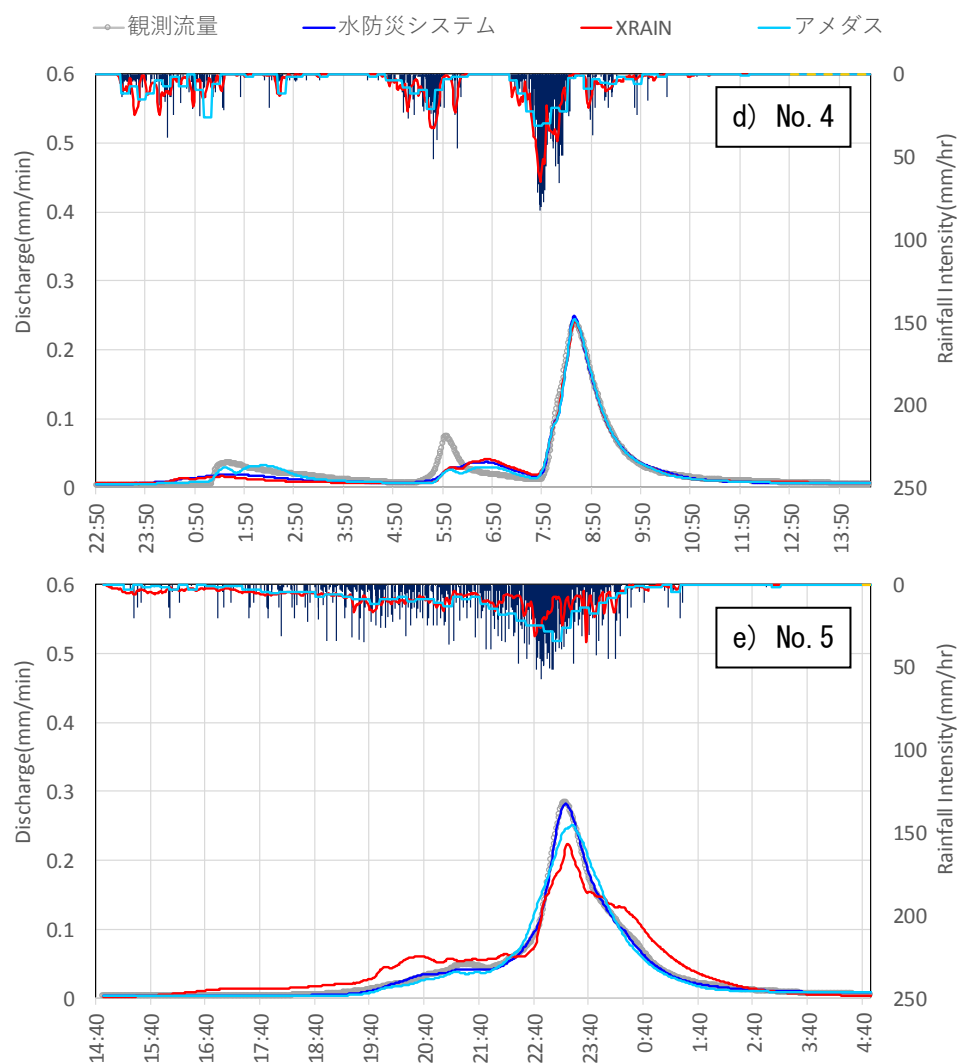 観測流量 水防災システム XRAIN アメダス
0.6 0
d) No.4
0.5 50
0.4 100
0.3 150
0.2
0.1 200
0 250
Discharge(mm/min)
Rainfall Intensity(mm/hr)
22:50 23:50 0:50 1:50 2:50 3:50 4:50 5:50 6:50 7:50 8:50 9:50 10:50 11:50 12:50 13:50
0.6 0
e) No.5
0.5 50
0.4 100
0.3 150
0.2
0.1 200
0 250
Discharge(mm/min)
Rainfall Intensity(mm/hr)
14:40 15:40 16:40 17:40 18:40 19:40 20:40 21:40 22:40 23:40 0:40 1:40 2:40 3:40 4:40